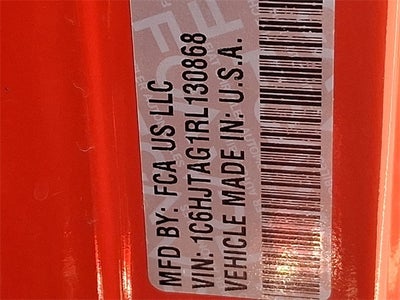 MFD BY: FCA US LLC
VIN: 1C6HJTAG1RL130868
VEHICLE MADE IN: U.S.A.